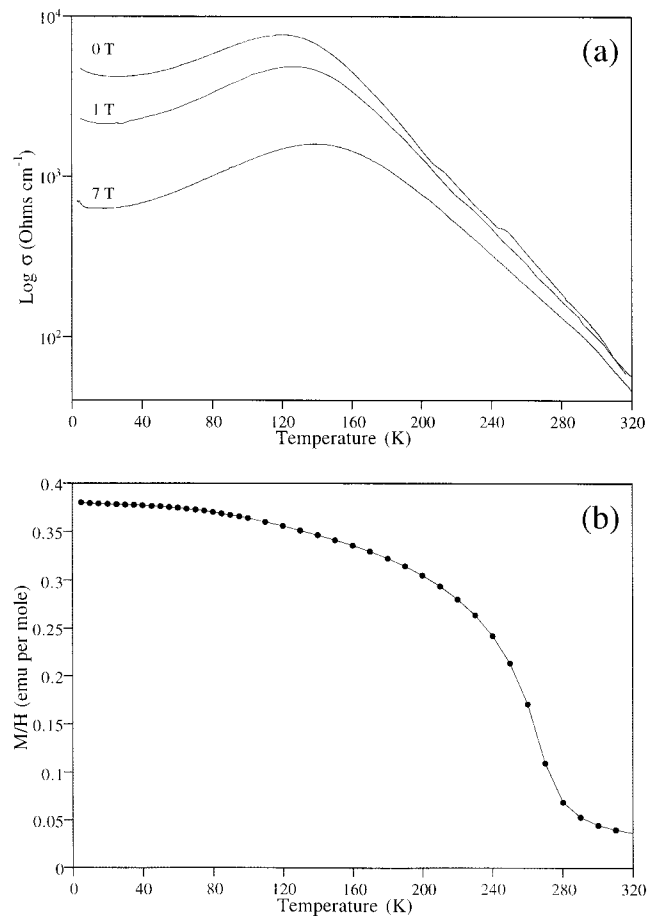 10⁴
0 T
(a)
1 T
10³
7 T
Log σ (Ohms cm⁻¹)
10²
0 40 80 120 160 200 240 280 320
Temperature (K)
0.4
(b)
0.35
0.3
0.25
M/H (emu per mole)
0.2
0.15
0.1
0.05
0
0 40 80 120 160 200 240 280 320
Temperature (K)